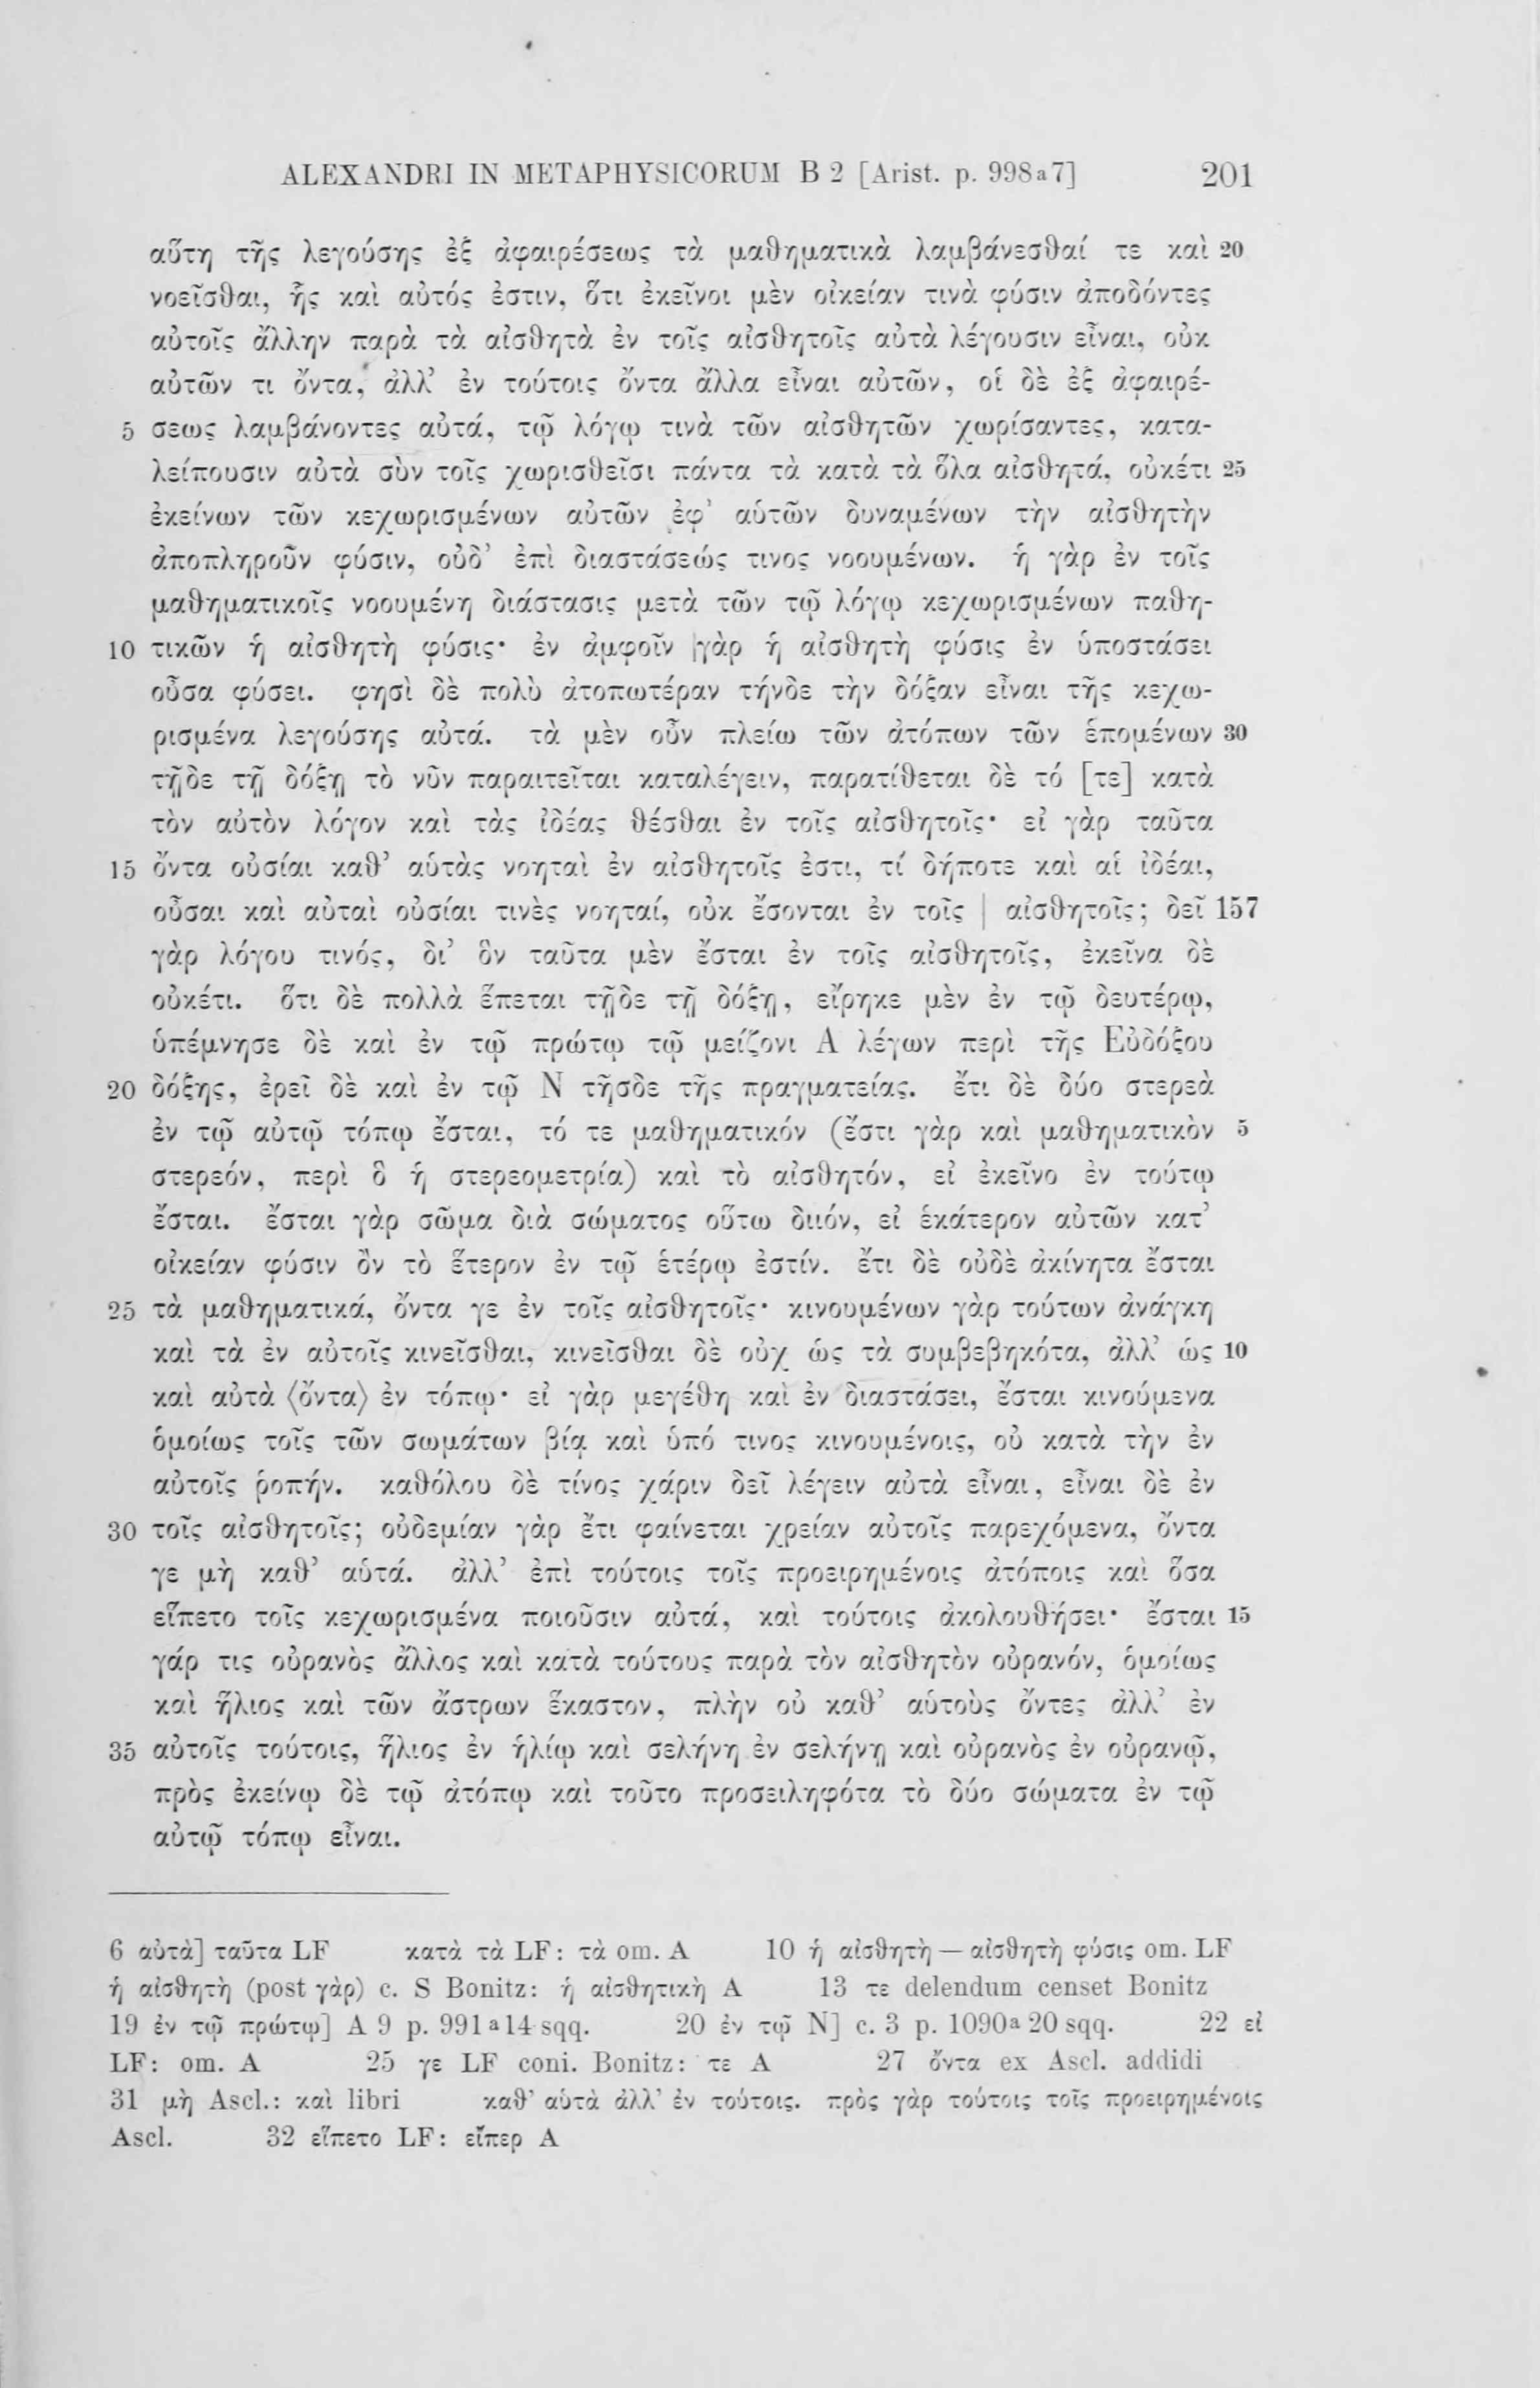 ALEXANDRI IN METAPHYSICORUM B 2 [Arist. p. 998a7] 201
αὕτη τῆς λεγούσης ἐξ ἀφαιρέσεως τὰ μαθηματικὰ λαμβάνεσθαί τε καὶ 20
νοεῖσθαι, ἧς καὶ αὐτός ἐστιν, ὅτι ἐκεῖνοι μὲν οἰκείαν τινὰ φύσιν ἀποδόντες
αὐτοῖς ἄλλην παρὰ τὰ αἰσθητὰ ἐν τοῖς αἰσθητοῖς αὐτὰ λέγουσιν εἶναι, οὐκ
αὐτῶν τι ὄντα, ἀλλ’ ἐν τούτοις ὄντα ἄλλα εἶναι αὐτῶν, οἱ δὲ ἐξ ἀφαιρέ-
5 σεως λαμβάνοντες αὐτά, τῷ λόγῳ τινὰ τῶν αἰσθητῶν χωρίσαντες, κατα-
λείπουσιν αὐτὰ σὺν τοῖς χωρισθεῖσι πάντα τὰ κατὰ τὰ ὅλα αἰσθητά, οὐκέτι 25
ἐκείνων τῶν κεχωρισμένων αὐτῶν ἐφ’ αὑτῶν δυναμένων τὴν αἰσθητὴν
ἀποπληροῦν φύσιν, οὐδ’ ἐπὶ διαστάσεώς τινος νοουμένων. ἡ γὰρ ἐν τοῖς
μαθηματικοῖς νοουμένη διάστασις μετὰ τῶν τῷ λόγῳ κεχωρισμένων παθη-
10 τικῶν ἡ αἰσθητὴ φύσις· ἐν ἀμφοῖν γὰρ ἡ αἰσθητὴ φύσις ἐν ὑποστάσει
οὖσα φύσει. φησὶ δὲ πολὺ ἀτοπωτέραν τήνδε τὴν δόξαν εἶναι τῆς κεχω-
ρισμένα λεγούσης αὐτά. τὰ μὲν οὖν πλείω τῶν ἀτόπων τῶν ἑπομένων 30
τῇδε τῇ δόξῃ τὸ νῦν παραιτεῖται καταλέγειν, παρατίθεται δὲ τό [τε] κατὰ
τὸν αὐτὸν λόγον καὶ τὰς ἰδέας θέσθαι ἐν τοῖς αἰσθητοῖς· εἰ γὰρ ταῦτα
15 ὄντα οὐσίαι καθ’ αὑτὰς νοηταὶ ἐν αἰσθητοῖς ἐστι, τί δήποτε καὶ αἱ ἰδέαι,
οὖσαι καὶ αὐταὶ οὐσίαι τινὲς νοηταί, οὐκ ἔσονται ἐν τοῖς | αἰσθητοῖς; δεῖ 157
γὰρ λόγου τινός, δι’ ὃν ταῦτα μὲν ἔσται ἐν τοῖς αἰσθητοῖς, ἐκεῖνα δὲ
οὐκέτι. ὅτι δὲ πολλὰ ἕπεται τῇδε τῇ δόξῃ, εἴρηκε μὲν ἐν τῷ δευτέρῳ,
ὑπέμνησε δὲ καὶ ἐν τῷ πρώτῳ τῷ μείζονι Α λέγων περὶ τῆς Εὐδόξου
20 δόξης, ἐρεῖ δὲ καὶ ἐν τῷ Ν τῆσδε τῆς πραγματείας. ἔτι δὲ δύο στερεὰ
ἐν τῷ αὐτῷ τόπῳ ἔσται, τό τε μαθηματικόν (ἔστι γὰρ καὶ μαθηματικὸν 5
στερεόν, περὶ ὃ ἡ στερεομετρία) καὶ τὸ αἰσθητόν, εἰ ἐκεῖνο ἐν τούτῳ
ἔσται. ἔσται γὰρ σῶμα διὰ σώματος οὕτω διιόν, εἰ ἑκάτερον αὐτῶν κατ’
οἰκείαν φύσιν ὂν τὸ ἕτερον ἐν τῷ ἑτέρῳ ἐστίν. ἔτι δὲ οὐδὲ ἀκίνητα ἔσται
25 τὰ μαθηματικά, ὄντα γε ἐν τοῖς αἰσθητοῖς· κινουμένων γὰρ τούτων ἀνάγκη
καὶ τὰ ἐν αὐτοῖς κινεῖσθαι, κινεῖσθαι δὲ οὐχ ὡς τὰ συμβεβηκότα, ἀλλ’ ὡς 10
καὶ αὐτὰ ⟨ὄντα⟩ ἐν τόπῳ· εἰ γὰρ μεγέθη καὶ ἐν διαστάσει, ἔσται κινούμενα
ὁμοίως τοῖς τῶν σωμάτων βίᾳ καὶ ὑπό τινος κινουμένοις, οὐ κατὰ τὴν ἐν
αὐτοῖς ῥοπήν. καθόλου δὲ τίνος χάριν δεῖ λέγειν αὐτὰ εἶναι, εἶναι δὲ ἐν
30 τοῖς αἰσθητοῖς; οὐδεμίαν γὰρ ἔτι φαίνεται χρείαν αὐτοῖς παρεχόμενα, ὄντα
γε μὴ καθ’ αὑτά. ἀλλ’ ἐπὶ τούτοις τοῖς προειρημένοις ἀτόποις καὶ ὅσα
εἵπετο τοῖς κεχωρισμένα ποιοῦσιν αὐτά, καὶ τούτοις ἀκολουθήσει· ἔσται 15
γάρ τις οὐρανὸς ἄλλος καὶ κατὰ τούτους παρὰ τὸν αἰσθητὸν οὐρανόν, ὁμοίως
καὶ ἥλιος καὶ τῶν ἄστρων ἕκαστον, πλὴν οὐ καθ’ αὑτοὺς ὄντες ἀλλ’ ἐν
35 αὐτοῖς τούτοις, ἥλιος ἐν ἡλίῳ καὶ σελήνη ἐν σελήνῃ καὶ οὐρανὸς ἐν οὐρανῷ,
πρὸς ἐκείνῳ δὲ τῷ ἀτόπῳ καὶ τοῦτο προσειληφότα τὸ δύο σώματα ἐν τῷ
αὐτῷ τόπῳ εἶναι.
6 αὐτὰ] ταῦτα LF κατὰ τὰ LF: τὰ om. A 10 ἡ αἰσθητὴ — αἰσθητὴ φύσις om. LF
ἡ αἰσθητὴ (post γὰρ) c. S Bonitz: ἡ αἰσθητικὴ A 13 τε delendum censet Bonitz
19 ἐν τῷ πρώτῳ] A 9 p. 991a14 sqq. 20 ἐν τῷ Ν] c. 3 p. 1090a 20 sqq. 22 εἰ
LF: om. A 25 γε LF coni. Bonitz: τε A 27 ὄντα ex Ascl. addidi
31 μὴ Ascl.: καὶ libri καθ’ αὑτὰ ἀλλ’ ἐν τούτοις. πρὸς γὰρ τούτοις τοῖς προειρημένοις
Ascl. 32 εἵπετο LF: εἴπερ A